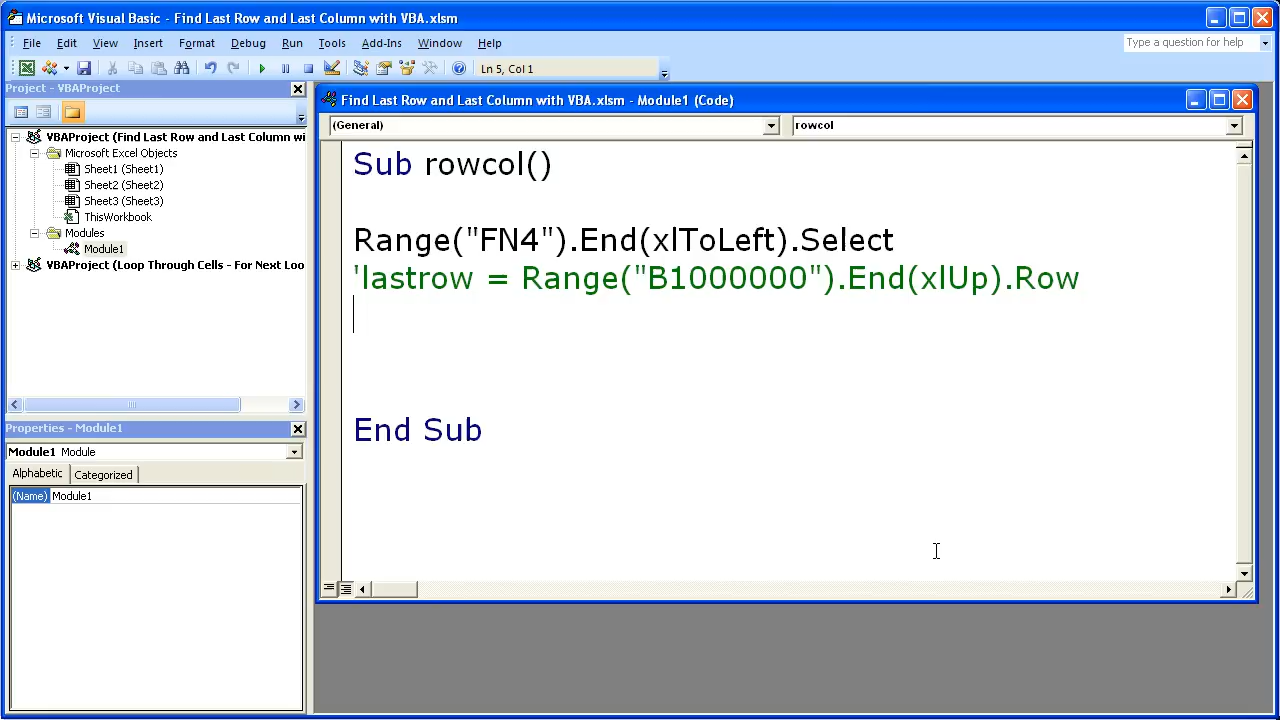 Microsoft Visual Basic - Find Last Row and Last Column with VBA.xlsm
File Edit View Insert Format Debug Run Tools Add-Ins Window Help
Type a question for help
Ln 5, Col 1
Project - VBAProject
VBAProject (Find Last Row and Last Column wi
Microsoft Excel Objects
Sheet1 (Sheet1)
Sheet2 (Sheet2)
Sheet3 (Sheet3)
ThisWorkbook
Modules
Module1
VBAProject (Loop Through Cells - For Next Loo
Properties - Module1
Module1 Module
Alphabetic Categorized
(Name) Module1
Find Last Row and Last Column with VBA.xlsm - Module1 (Code)
(General) rowcol
Sub rowcol()
Range("FN4").End(xlToLeft).Select
'lastrow = Range("B1000000").End(xlUp).Row
End Sub